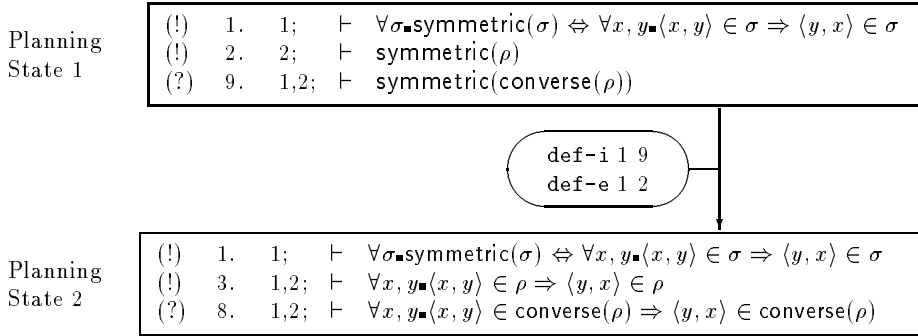 Planning
State 1
(!) 1. 1; ⊢ ∀σ▪symmetric(σ) ⇔ ∀x, y▪⟨x, y⟩ ∈ σ ⇒ ⟨y, x⟩ ∈ σ
(!) 2. 2; ⊢ symmetric(ρ)
(?) 9. 1,2; ⊢ symmetric(converse(ρ))
def-i 1 9
def-e 1 2
Planning
State 2
(!) 1. 1; ⊢ ∀σ▪symmetric(σ) ⇔ ∀x, y▪⟨x, y⟩ ∈ σ ⇒ ⟨y, x⟩ ∈ σ
(!) 3. 1,2; ⊢ ∀x, y▪⟨x, y⟩ ∈ ρ ⇒ ⟨y, x⟩ ∈ ρ
(?) 8. 1,2; ⊢ ∀x, y▪⟨x, y⟩ ∈ converse(ρ) ⇒ ⟨y, x⟩ ∈ converse(ρ)